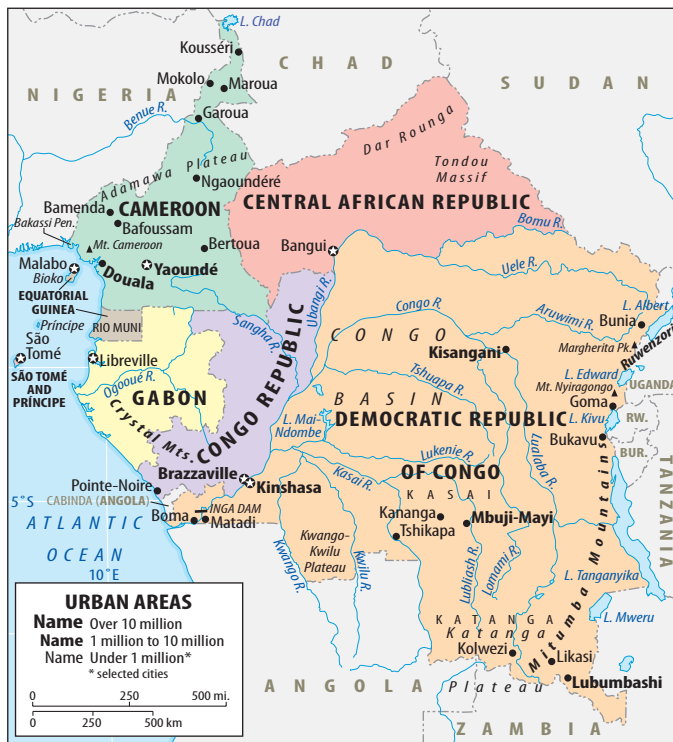 L. Chad
Kousséri
CHAD
SUDAN
NIGERIA
Mokolo
Maroua
Garoua
Benue R.
Dar Rounga
Tondou
Massif
Adamawa Plateau
Ngaoundéré
CENTRAL AFRICAN REPUBLIC
Bamenda
CAMEROON
Bakassi Pen.
Bafoussam
Bomu R.
Mt. Cameroon
Bertoua
Bangui
Malabo
Bioko
Douala
Yaoundé
Uele R.
EQUATORIAL
GUINEA
Ubangi R.
Congo R.
Aruwimi R.
L. Albert
Príncipe
RIO MUNI
Sangha R.
CONGO
Bunia
São
Tomé
Libreville
Kisangani
Margherita Pk.
Ruwenzori
SÃO TOMÉ
AND
PRÍNCIPE
Ogooué R.
GABON
CONGO REPUBLIC
Tshuapa R.
L. Edward
Mt. Nyiragongo
UGANDA
BASIN
Goma
Crystal Mts.
L. Mai-
Ndombe
DEMOCRATIC REPUBLIC
L. Kivu
RW.
Bukavu
BUR.
Lukenie R.
Lualaba R.
Brazzaville
Kinshasa
Kasai R.
OF CONGO
TANZANIA
Pointe-Noire
5°S
CABINDA (ANGOLA)
KASAI
INGA DAM
Boma
Matadi
Kananga
Mbuji-Mayi
Tshikapa
ATLANTIC
OCEAN
Kwango-
Kwilu
Plateau
Kwango R.
Kwilu R.
Lubliash R.
Lomami R.
Mitumba Mountains
10°E
L. Tanganyika
KATANGA
Katanga
L. Mweru
Kolwezi
Likasi
Lubumbashi
ANGOLA
Plateau
ZAMBIA
URBAN AREAS
Name Over 10 million
Name 1 million to 10 million
Name Under 1 million*
* selected cities
0 250 500 mi.
0 250 500 km